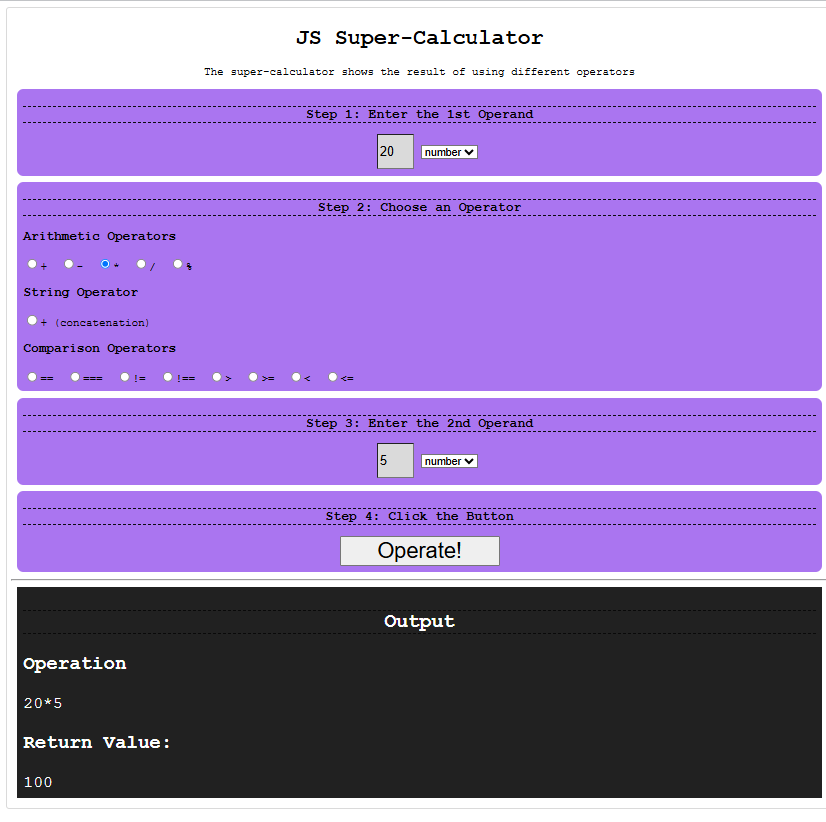 JS Super-Calculator
The super-calculator shows the result of using different operators
Step 1: Enter the 1st Operand
20 number
Step 2: Choose an Operator
Arithmetic Operators
+ - * / %
String Operator
+ (concatenation)
Comparison Operators
== === != !== > >= < <=
Step 3: Enter the 2nd Operand
5 number
Step 4: Click the Button
Operate!
Output
Operation
20*5
Return Value:
100